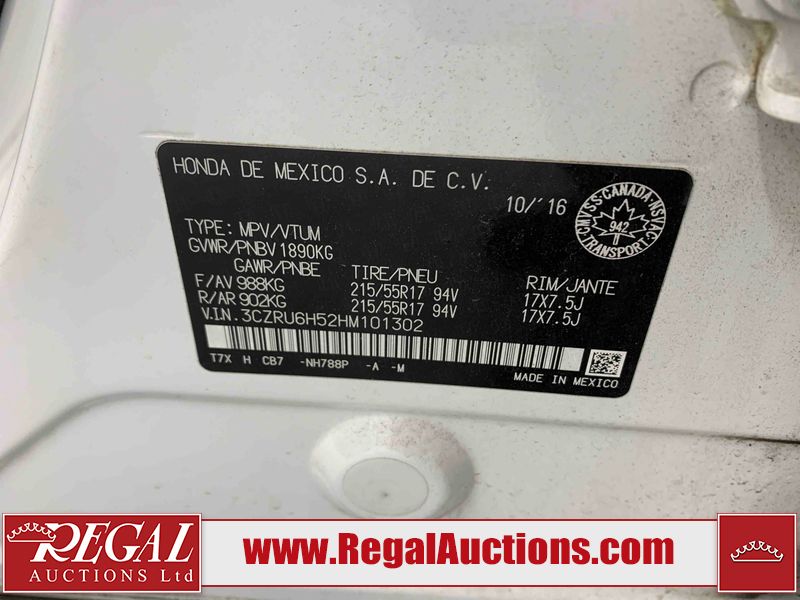 HONDA DE MEXICO S.A. DE C.V.
10/'16
CMVSS·CANADA·NSVAC
942
TRANSPORT
TYPE: MPV/VTUM
GVWR/PNBV 1890KG
GAWR/PNBE TIRE/PNEU RIM/JANTE
F/AV 988KG 215/55R17 94V 17X7.5J
R/AR 902KG 215/55R17 94V 17X7.5J
V.I.N. 3CZRU6H52HM101302
T7X H CB7 -NH788P -A -M
MADE IN MEXICO
REGAL
AUCTIONS Ltd
www.RegalAuctions.com